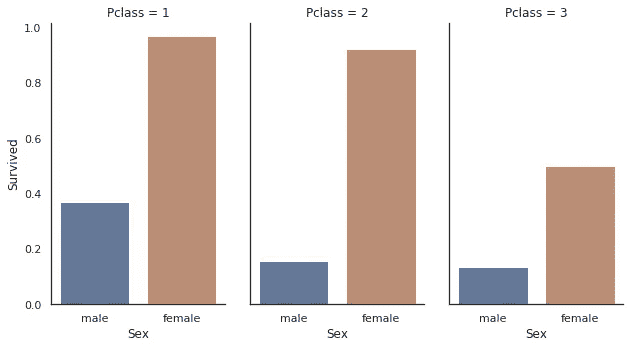 Pclass = 1 Pclass = 2 Pclass = 3
1.0
0.8
0.6
0.4
0.2
0.0
Survived
male female male female male female
Sex Sex Sex